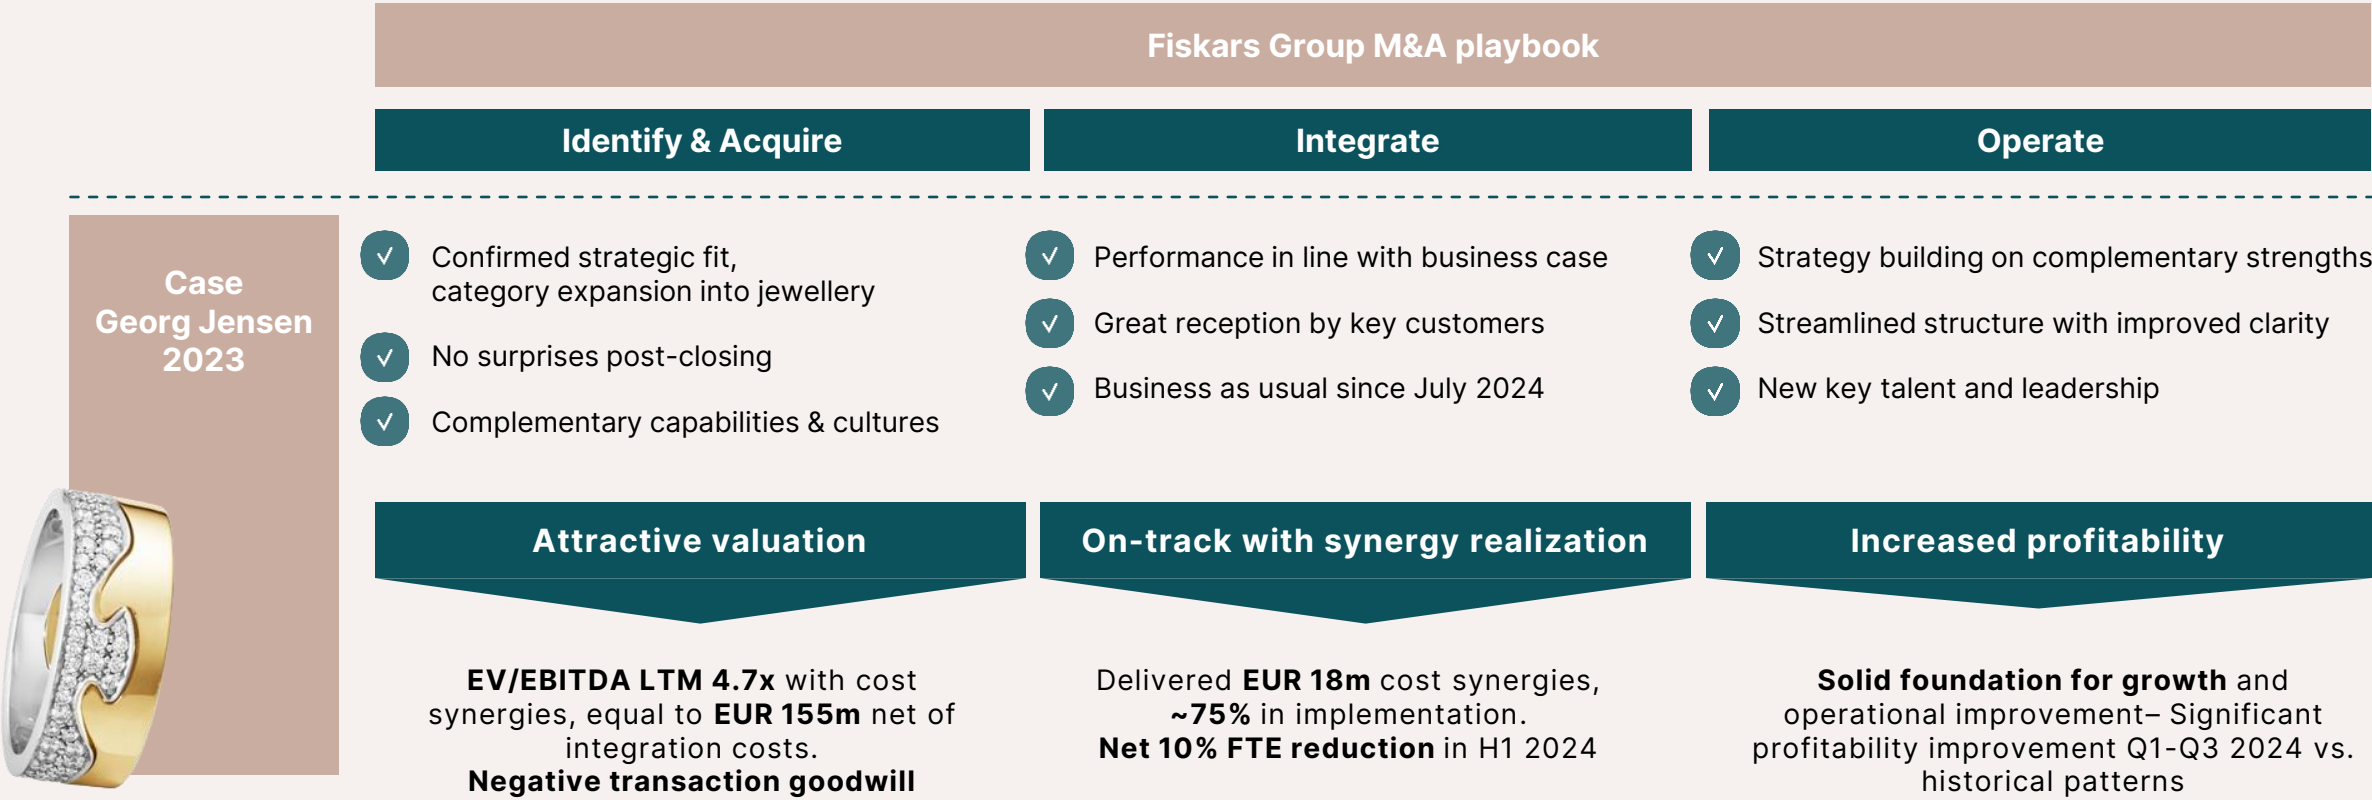 Fiskars Group M&A playbook
Identify & Acquire
Integrate
Operate
Case
Georg Jensen
2023
Confirmed strategic fit,
category expansion into jewellery
No surprises post-closing
Complementary capabilities & cultures
Performance in line with business case
Great reception by key customers
Business as usual since July 2024
Strategy building on complementary strengths
Streamlined structure with improved clarity
New key talent and leadership
Attractive valuation
On-track with synergy realization
Increased profitability
EV/EBITDA LTM 4.7x with cost
synergies, equal to EUR 155m net of
integration costs.
Negative transaction goodwill
Delivered EUR 18m cost synergies,
~75% in implementation.
Net 10% FTE reduction in H1 2024
Solid foundation for growth and
operational improvement– Significant
profitability improvement Q1-Q3 2024 vs.
historical patterns